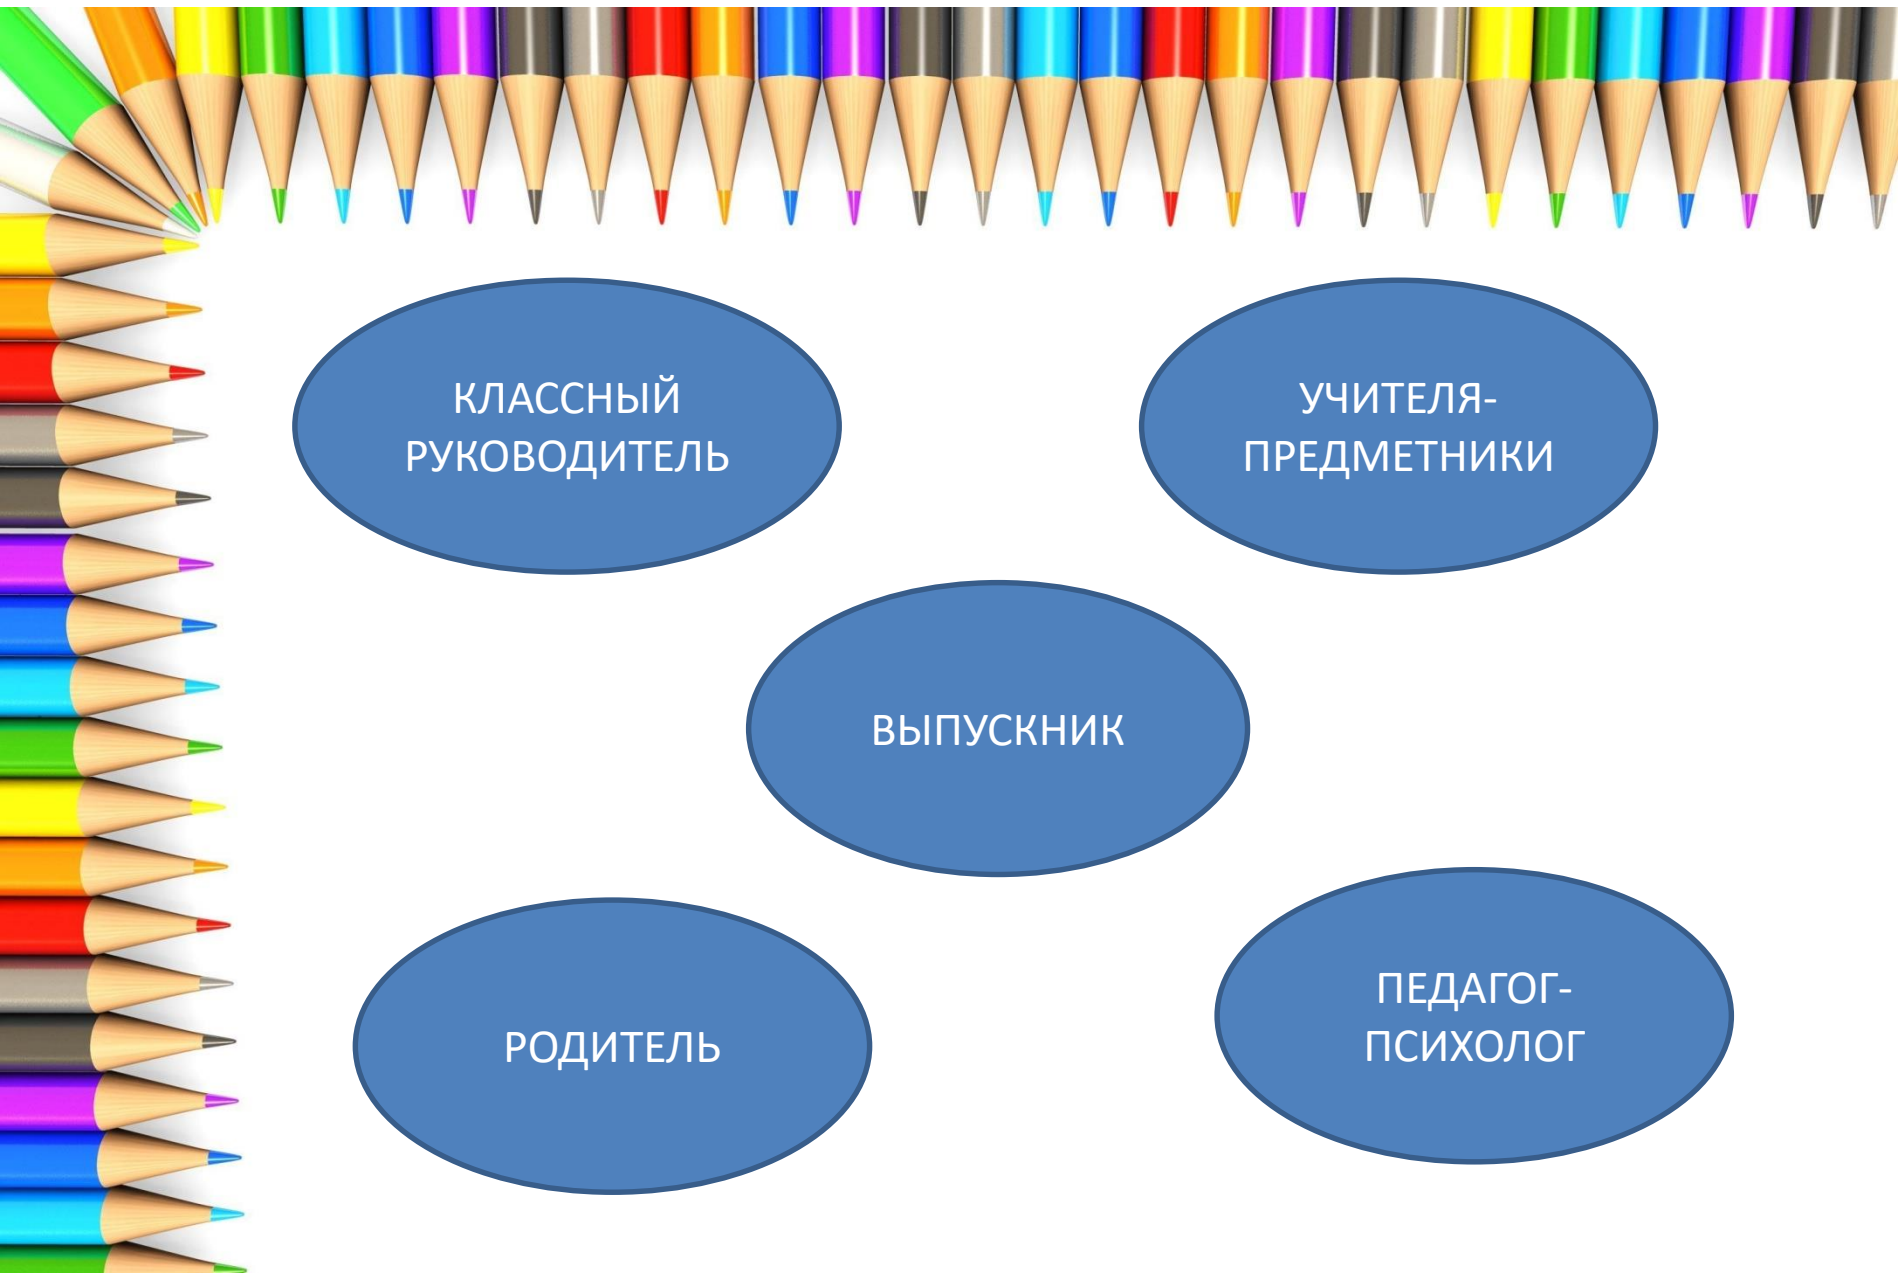 КЛАССНЫЙ
РУКОВОДИТЕЛЬ
УЧИТЕЛЯ-
ПРЕДМЕТНИКИ
ВЫПУСКНИК
РОДИТЕЛЬ
ПЕДАГОГ-
ПСИХОЛОГ